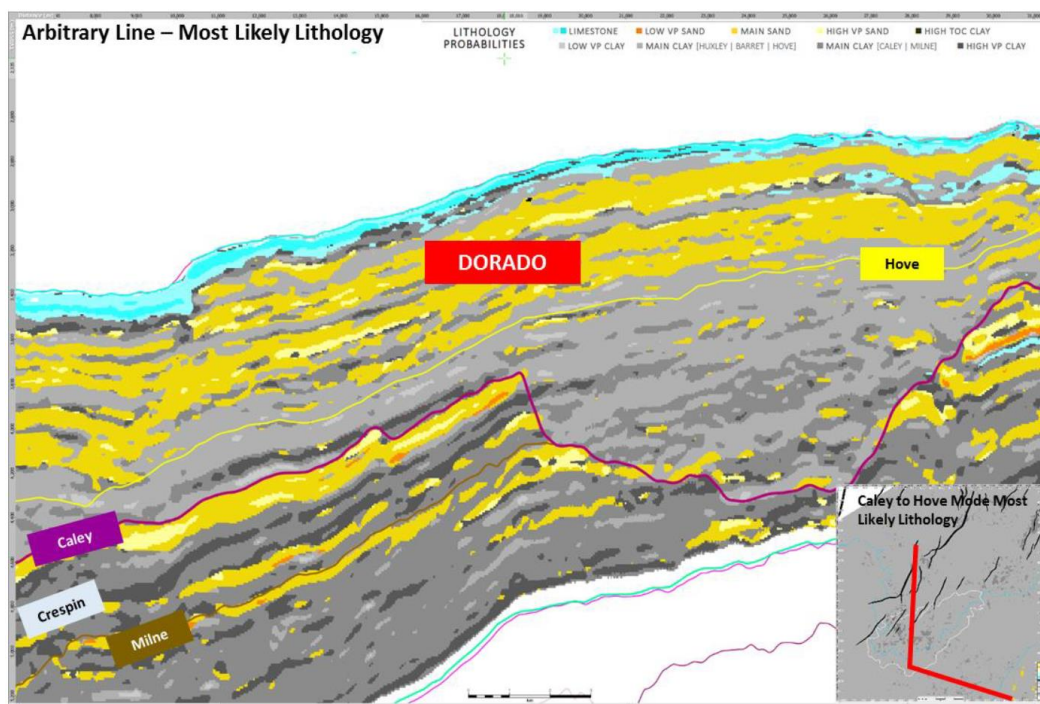 Arbitrary Line – Most Likely Lithology
LITHOLOGY
PROBABILITIES
LIMESTONE
LOW VP SAND
MAIN SAND
HIGH VP SAND
HIGH TOC CLAY
LOW VP CLAY
MAIN CLAY [HUXLEY | BARRET | HOVE]
MAIN CLAY [CALEY | MILNE]
HIGH VP CLAY
DORADO
Hove
Caley
Crespin
Milne
Caley to Hove Mode Most
Likely Lithology